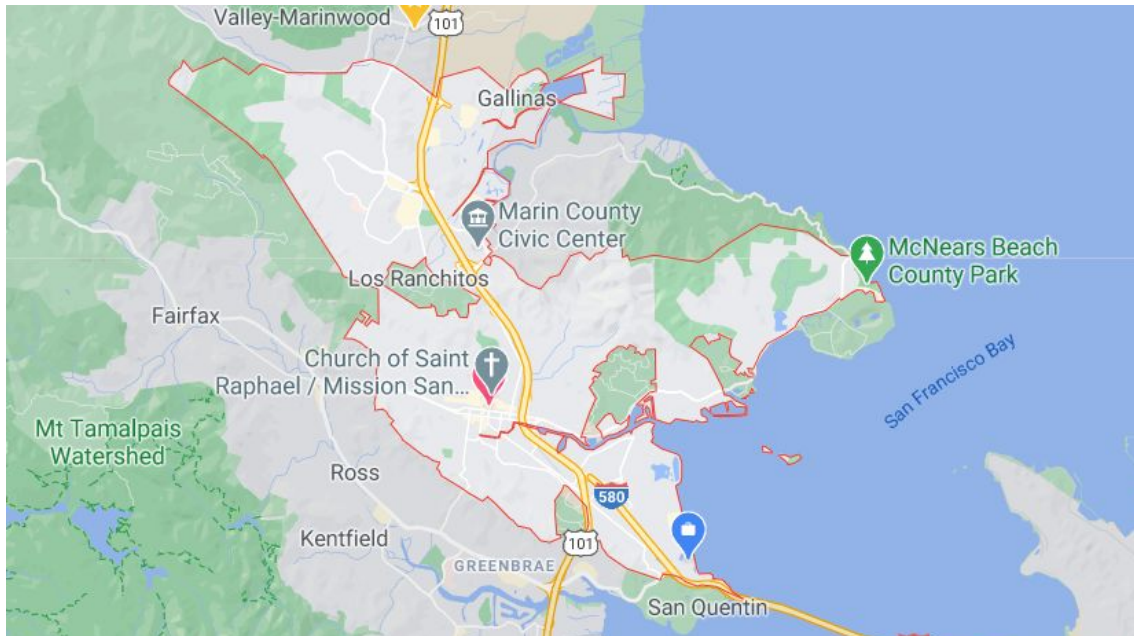 Valley-Marinwood
101
Gallinas
Marin County
Civic Center
McNears Beach
County Park
Los Ranchitos
Fairfax
Church of Saint
Raphael / Mission San...
San Francisco Bay
Mt Tamalpais
Watershed
Ross
580
Kentfield
101
GREENBRAE
San Quentin